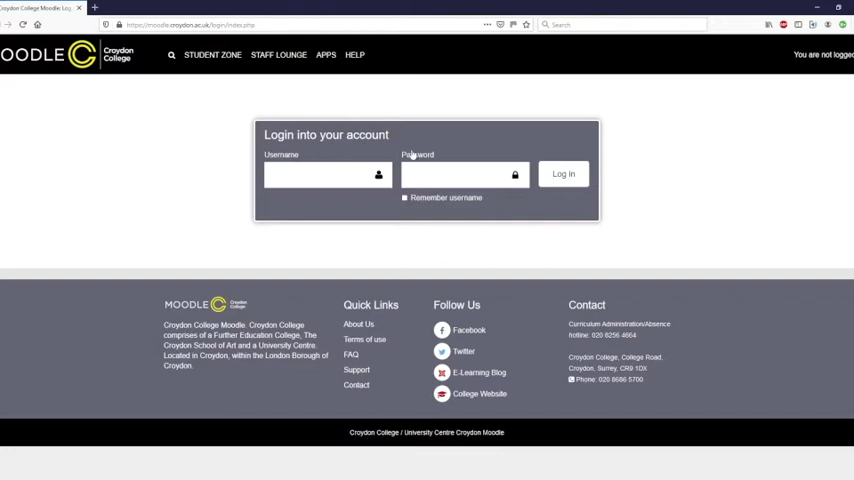 Croydon College Moodle: Log
https://moodle.croydon.ac.uk/login/index.php
Search
OODLE
Croydon
College
STUDENT ZONE
STAFF LOUNGE
APPS
HELP
You are not logged
Login into your account
Username
Password
Log in
Remember username
MOODLE
Croydon
College
Croydon College Moodle. Croydon College
comprises of a Further Education College, The
Croydon School of Art and a University Centre.
Located in Croydon, within the London Borough of
Croydon.
Quick Links
About Us
Terms of use
FAQ
Support
Contact
Follow Us
Facebook
Twitter
E-Learning Blog
College Website
Contact
Curriculum Administration/Absence
hotline: 020 8256 4664
Croydon College, College Road,
Croydon, Surrey, CR9 1DX
Phone: 020 8686 5700
Croydon College / University Centre Croydon Moodle